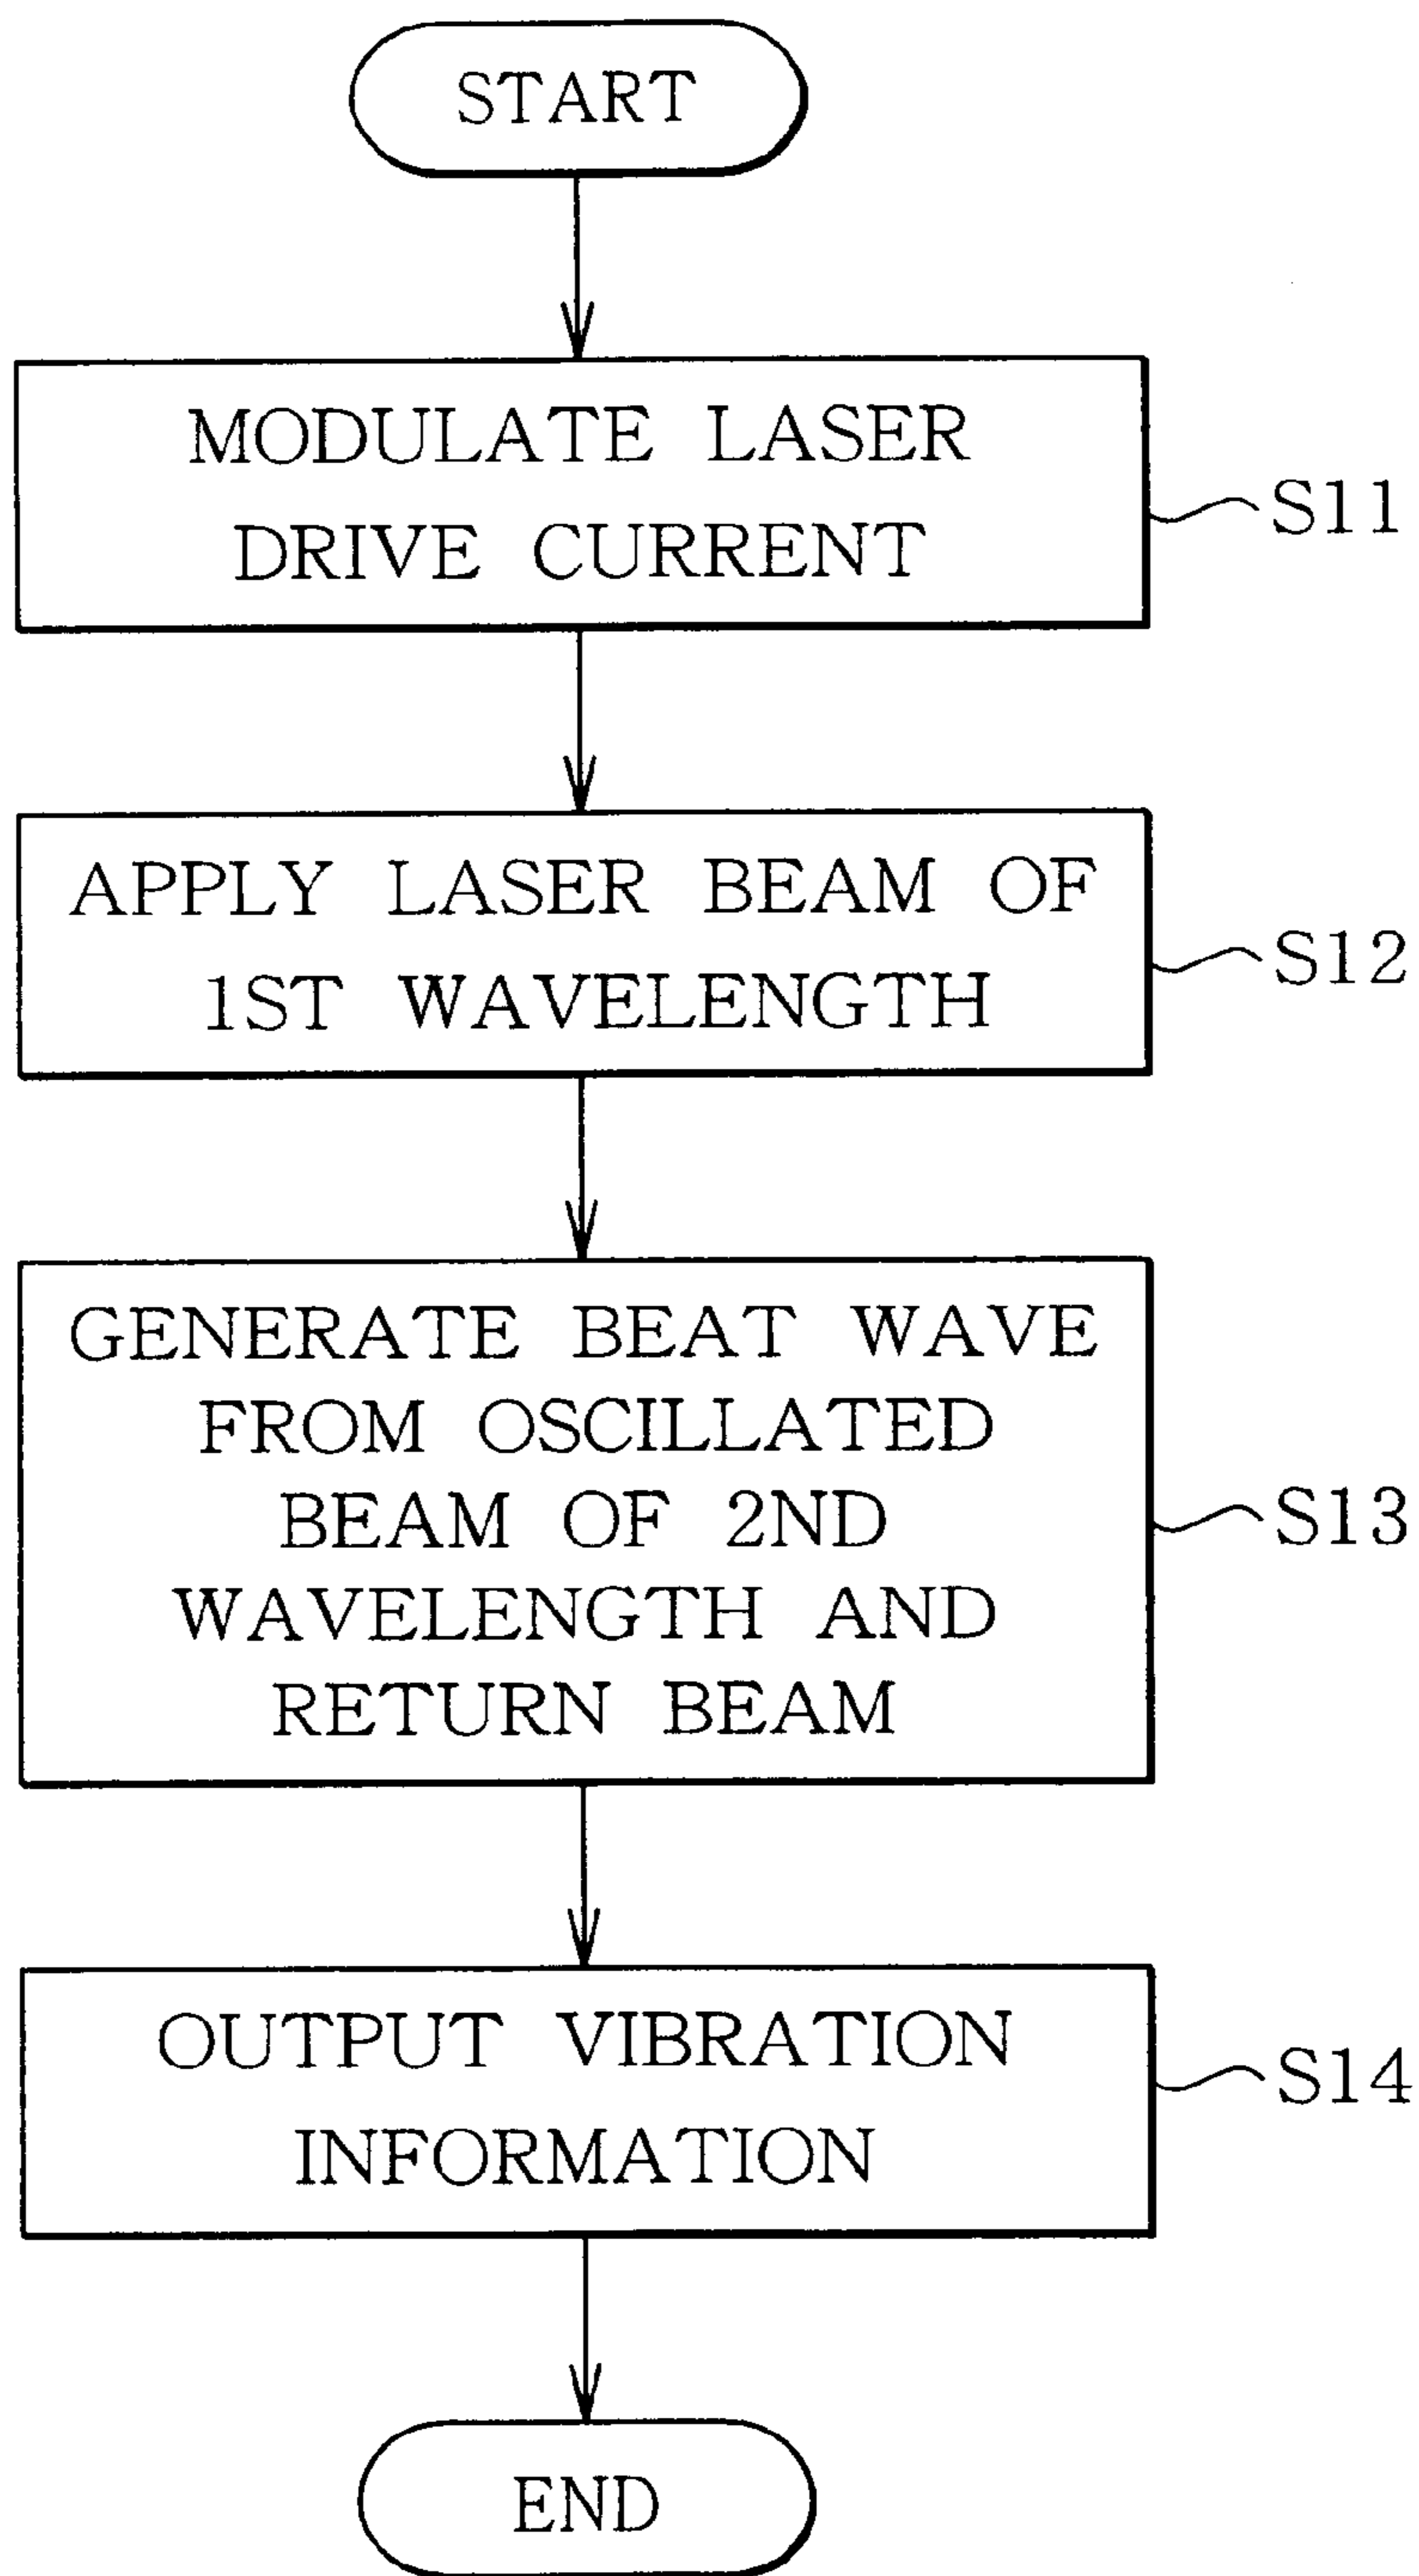 START
MODULATE LASER
DRIVE CURRENT
S11
APPLY LASER BEAM OF
1ST WAVELENGTH
S12
GENERATE BEAT WAVE
FROM OSCILLATED
BEAM OF 2ND
WAVELENGTH AND
RETURN BEAM
S13
OUTPUT VIBRATION
INFORMATION
S14
END